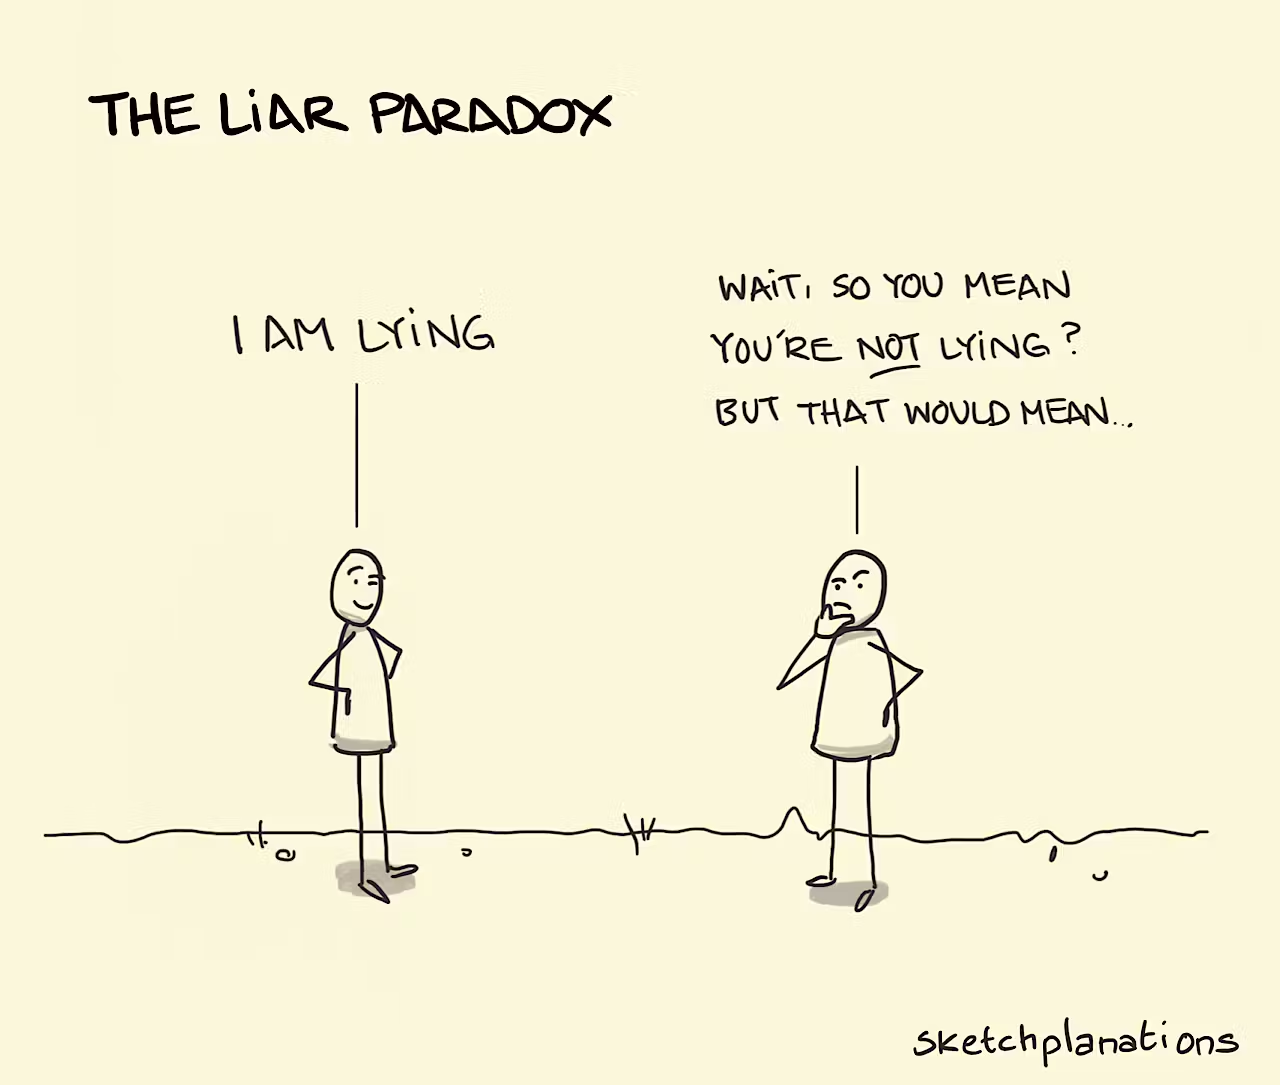 THE LiAR PARADOX
I AM LYiNG
WAiT, SO YOU MEAN
YOU'RE NOT LYiNG?
BUT THAT WOULD MEAN...
sketchplanations